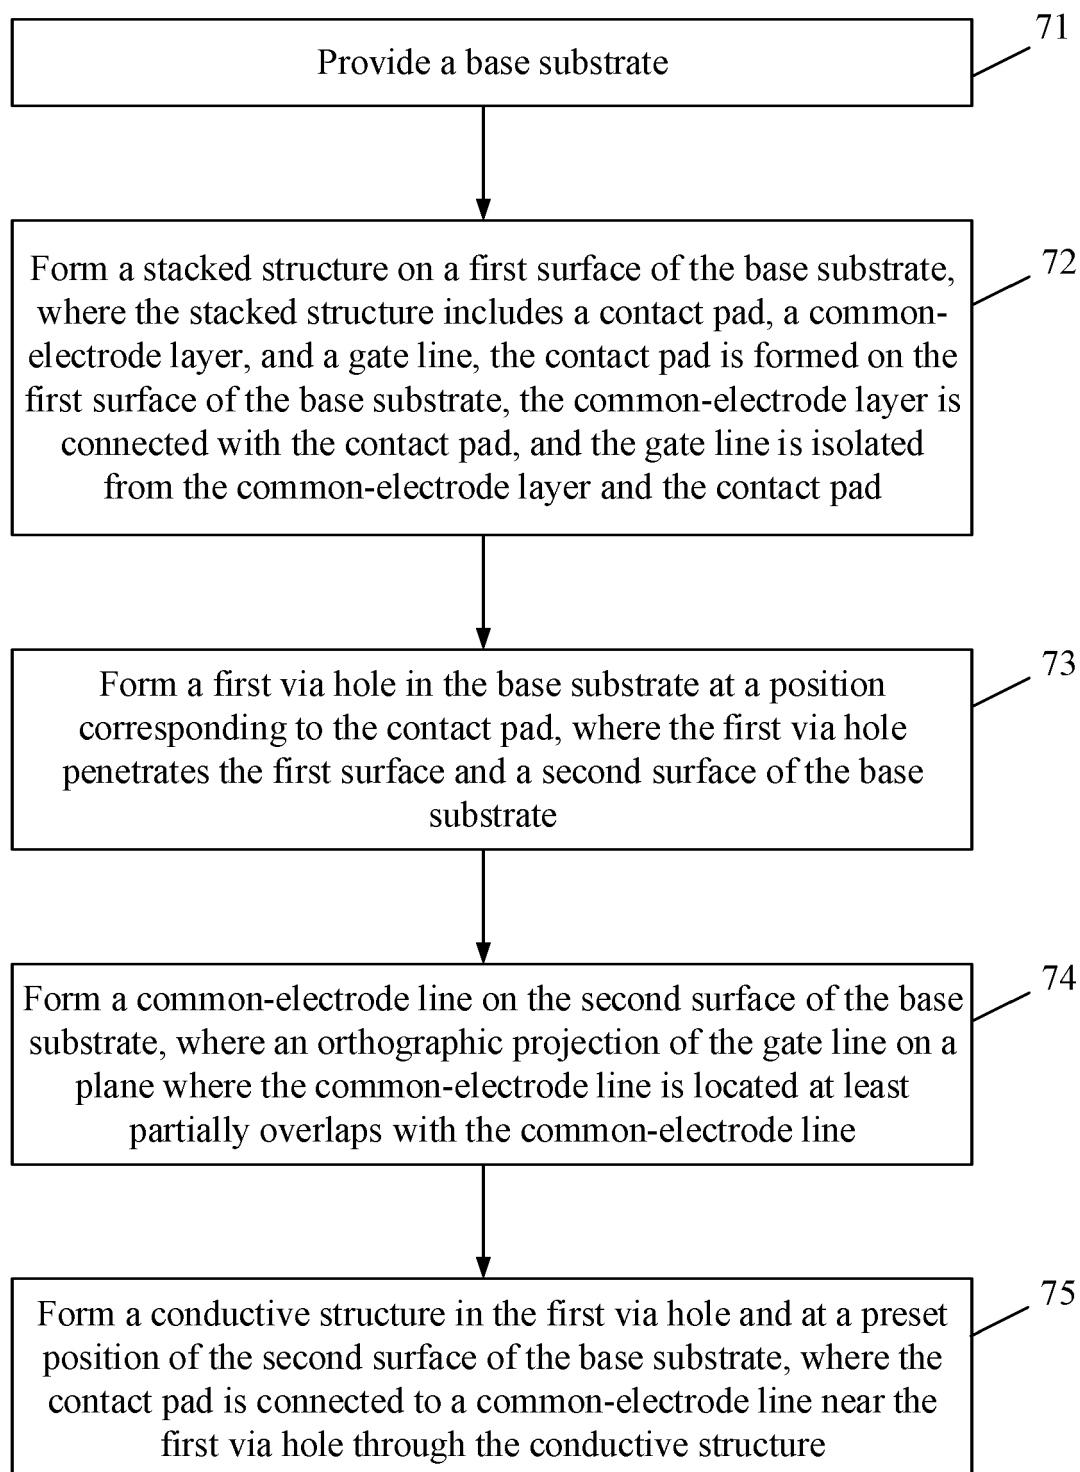 71
Provide a base substrate
72
Form a stacked structure on a first surface of the base substrate,
where the stacked structure includes a contact pad, a common-
electrode layer, and a gate line, the contact pad is formed on the
first surface of the base substrate, the common-electrode layer is
connected with the contact pad, and the gate line is isolated
from the common-electrode layer and the contact pad
73
Form a first via hole in the base substrate at a position
corresponding to the contact pad, where the first via hole
penetrates the first surface and a second surface of the base
substrate
74
Form a common-electrode line on the second surface of the base
substrate, where an orthographic projection of the gate line on a
plane where the common-electrode line is located at least
partially overlaps with the common-electrode line
75
Form a conductive structure in the first via hole and at a preset
position of the second surface of the base substrate, where the
contact pad is connected to a common-electrode line near the
first via hole through the conductive structure